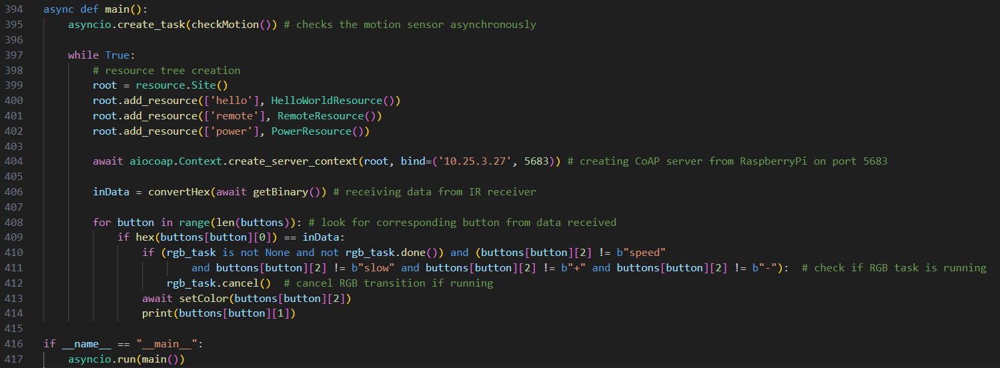 394 async def main():
395     asyncio.create_task(checkMotion()) # checks the motion sensor asynchronously
396
397     while True:
398         # resource tree creation
399         root = resource.Site()
400         root.add_resource(['hello'], HelloWorldResource())
401         root.add_resource(['remote'], RemoteResource())
402         root.add_resource(['power'], PowerResource())
403
404         await aiocoap.Context.create_server_context(root, bind=('10.25.3.27', 5683)) # creating CoAP server from RaspberryPi on port 5683
405
406         inData = convertHex(await getBinary()) # receiving data from IR receiver
407
408         for button in range(len(buttons)): # look for corresponding button from data received
409             if hex(buttons[button][0]) == inData:
410                 if (rgb_task is not None and not rgb_task.done()) and (buttons[button][2] != b"speed"
411                         and buttons[button][2] != b"slow" and buttons[button][2] != b"+" and buttons[button][2] != b"-"):  # check if RGB task is running
412                     rgb_task.cancel()  # cancel RGB transition if running
413                 await setColor(buttons[button][2])
414                 print(buttons[button][1])
415
416 if __name__ == "__main__":
417     asyncio.run(main())